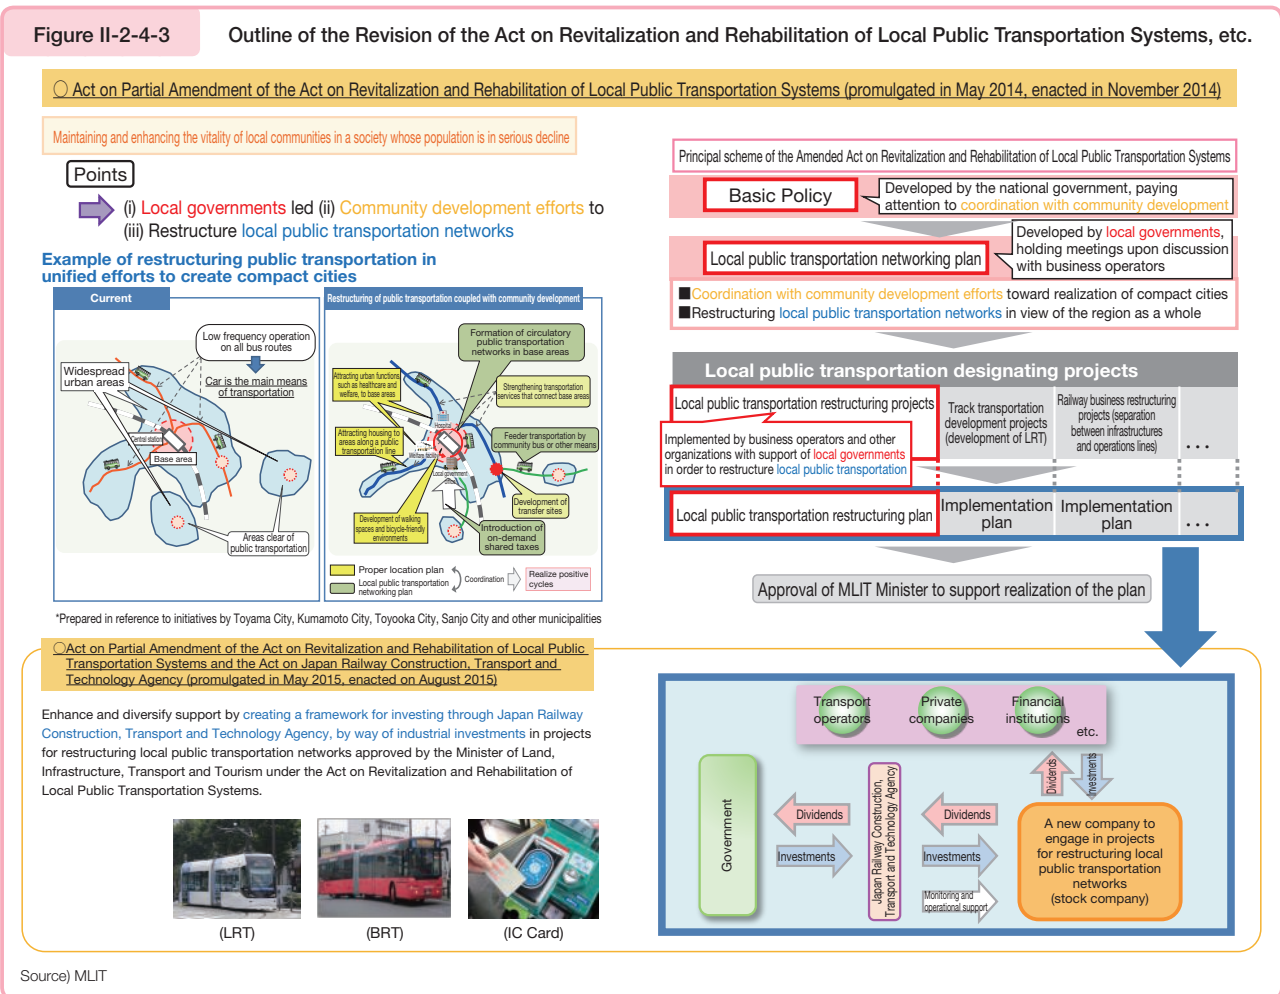 Figure II-2-4-3
Outline of the Revision of the Act on Revitalization and Rehabilitation of Local Public Transportation Systems, etc.
○ Act on Partial Amendment of the Act on Revitalization and Rehabilitation of Local Public Transportation Systems (promulgated in May 2014, enacted in November 2014)
Maintaining and enhancing the vitality of local communities in a society whose population is in serious decline
Points
(i) Local governments led (ii) Community development efforts to
(iii) Restructure local public transportation networks
Example of restructuring public transportation in
unified efforts to create compact cities
Current
Low frequency operation
on all bus routes
Car is the main means
of transportation
Widespread
urban areas
Central station
Base area
Areas clear of
public transportation
Restructuring of public transportation coupled with community development
Formation of circulatory
public transportation
networks in base areas
Attracting urban functions
such as healthcare and
welfare, to base areas
Strengthening transportation
services that connect base areas
Hospital
Attracting housing to
areas along a public
transportation line
Feeder transportation by
community bus or other means
Welfare facility
Local government
offices
Development of
transfer sites
Development of walking
spaces and bicycle-friendly
environments
Introduction of
on-demand
shared taxes
Proper location plan
Local public transportation
networking plan
Coordination
Realize positive
cycles
*Prepared in reference to initiatives by Toyama City, Kumamoto City, Toyooka City, Sanjo City and other municipalities
Principal scheme of the Amended Act on Revitalization and Rehabilitation of Local Public Transportation Systems
Basic Policy
Developed by the national government, paying
attention to coordination with community development
Local public transportation networking plan
Developed by local governments,
holding meetings upon discussion
with business operators
■Coordination with community development efforts toward realization of compact cities
■Restructuring local public transportation networks in view of the region as a whole
Local public transportation designating projects
Local public transportation restructuring projects
Implemented by business operators and other
organizations with support of local governments
in order to restructure local public transportation
Track transportation
development projects
(development of LRT)
Railway business restructuring
projects (separation
between infrastructures
and operations lines)
...
Local public transportation restructuring plan
Implementation
plan
Implementation
plan
...
Approval of MLIT Minister to support realization of the plan
○Act on Partial Amendment of the Act on Revitalization and Rehabilitation of Local Public
Transportation Systems and the Act on Japan Railway Construction, Transport and
Technology Agency (promulgated in May 2015, enacted on August 2015)
Enhance and diversify support by creating a framework for investing through Japan Railway
Construction, Transport and Technology Agency, by way of industrial investments in projects
for restructuring local public transportation networks approved by the Minister of Land,
Infrastructure, Transport and Tourism under the Act on Revitalization and Rehabilitation of
Local Public Transportation Systems.
(LRT)
(BRT)
(IC Card)
Transport
operators
Private
companies
Financial
institutions
etc.
Dividends
Investments
Government
Dividends
Investments
Japan Railway Construction,
Transport and Technology Agency
Dividends
Investments
Monitoring and
operational support
A new company to
engage in projects
for restructuring local
public transportation
networks
(stock company)
Source) MLIT